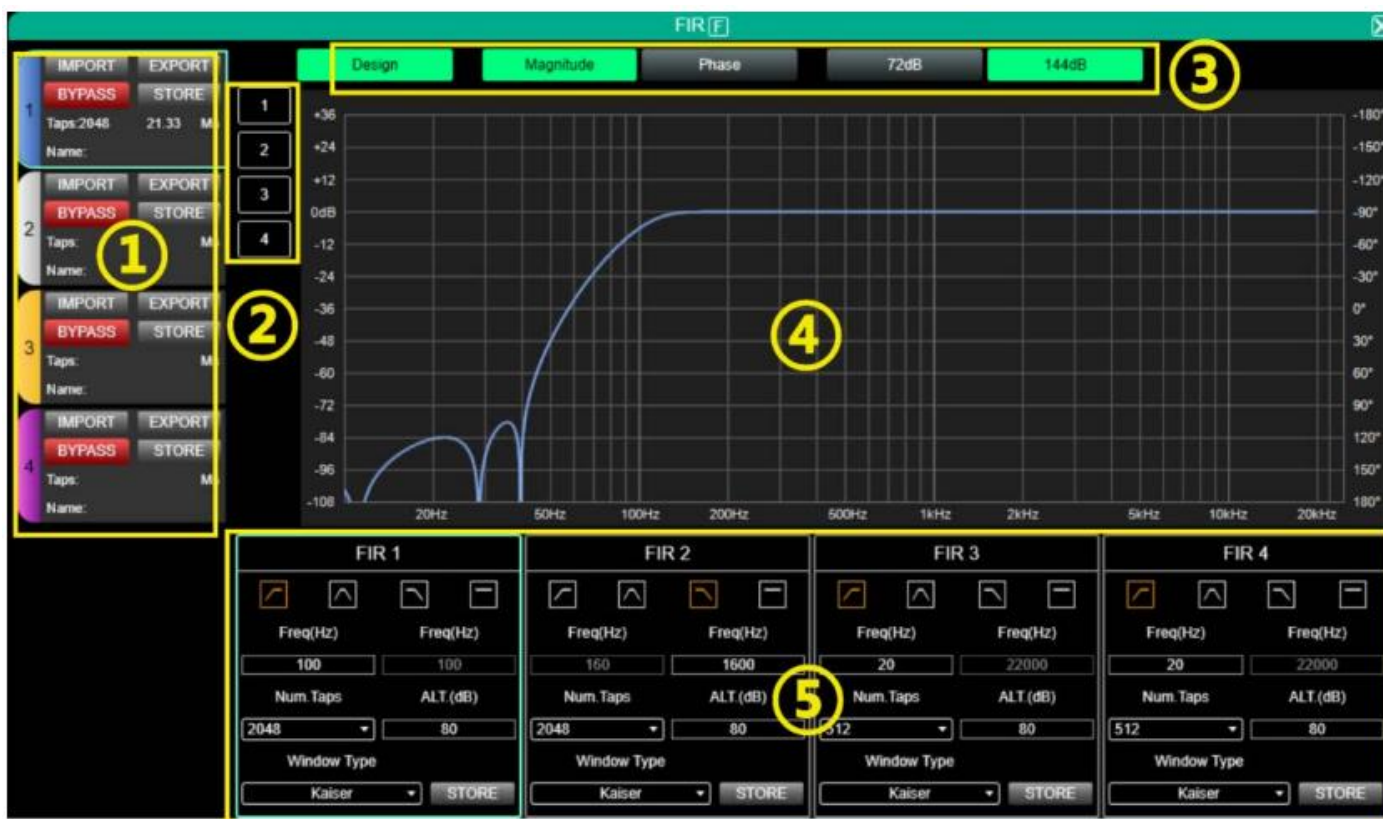 FIR F
Design Magnitude Phase 72dB 144dB
③
1
IMPORT EXPORT
BYPASS STORE
Taps:2048 21.33
Name:
2
IMPORT EXPORT
BYPASS STORE
Taps:
Name:
①
3
IMPORT EXPORT
BYPASS STORE
Taps:
Name:
4
IMPORT EXPORT
BYPASS STORE
Taps:
Name:
1
2
3
4
②
+36 -180°
+24 -150°
+12 -120°
0dB -90°
-12 -60°
-24 -30°
-36 0°
-48 30°
-60 60°
-72 90°
-84 120°
-96 150°
-108 180°
④
20Hz 50Hz 100Hz 200Hz 500Hz 1kHz 2kHz 5kHz 10kHz 20kHz
FIR 1
Freq(Hz) Freq(Hz)
100 100
Num.Taps ALT.(dB)
2048 80
Window Type
Kaiser STORE
FIR 2
Freq(Hz) Freq(Hz)
160 1600
Num.Taps ALT.(dB)
2048 80
Window Type
Kaiser STORE
⑤
FIR 3
Freq(Hz) Freq(Hz)
20 22000
Num.Taps ALT.(dB)
512 80
Window Type
Kaiser STORE
FIR 4
Freq(Hz) Freq(Hz)
20 22000
Num.Taps ALT.(dB)
512 80
Window Type
Kaiser STORE